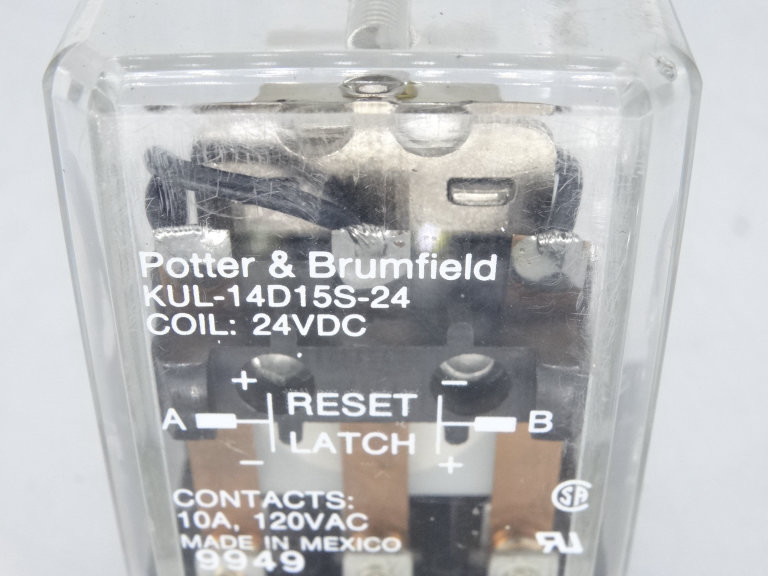 Potter & Brumfield
KUL-14D15S-24
COIL: 24VDC
+ −
A RESET B
LATCH
− +
CONTACTS:
10A, 120VAC
MADE IN MEXICO
9949